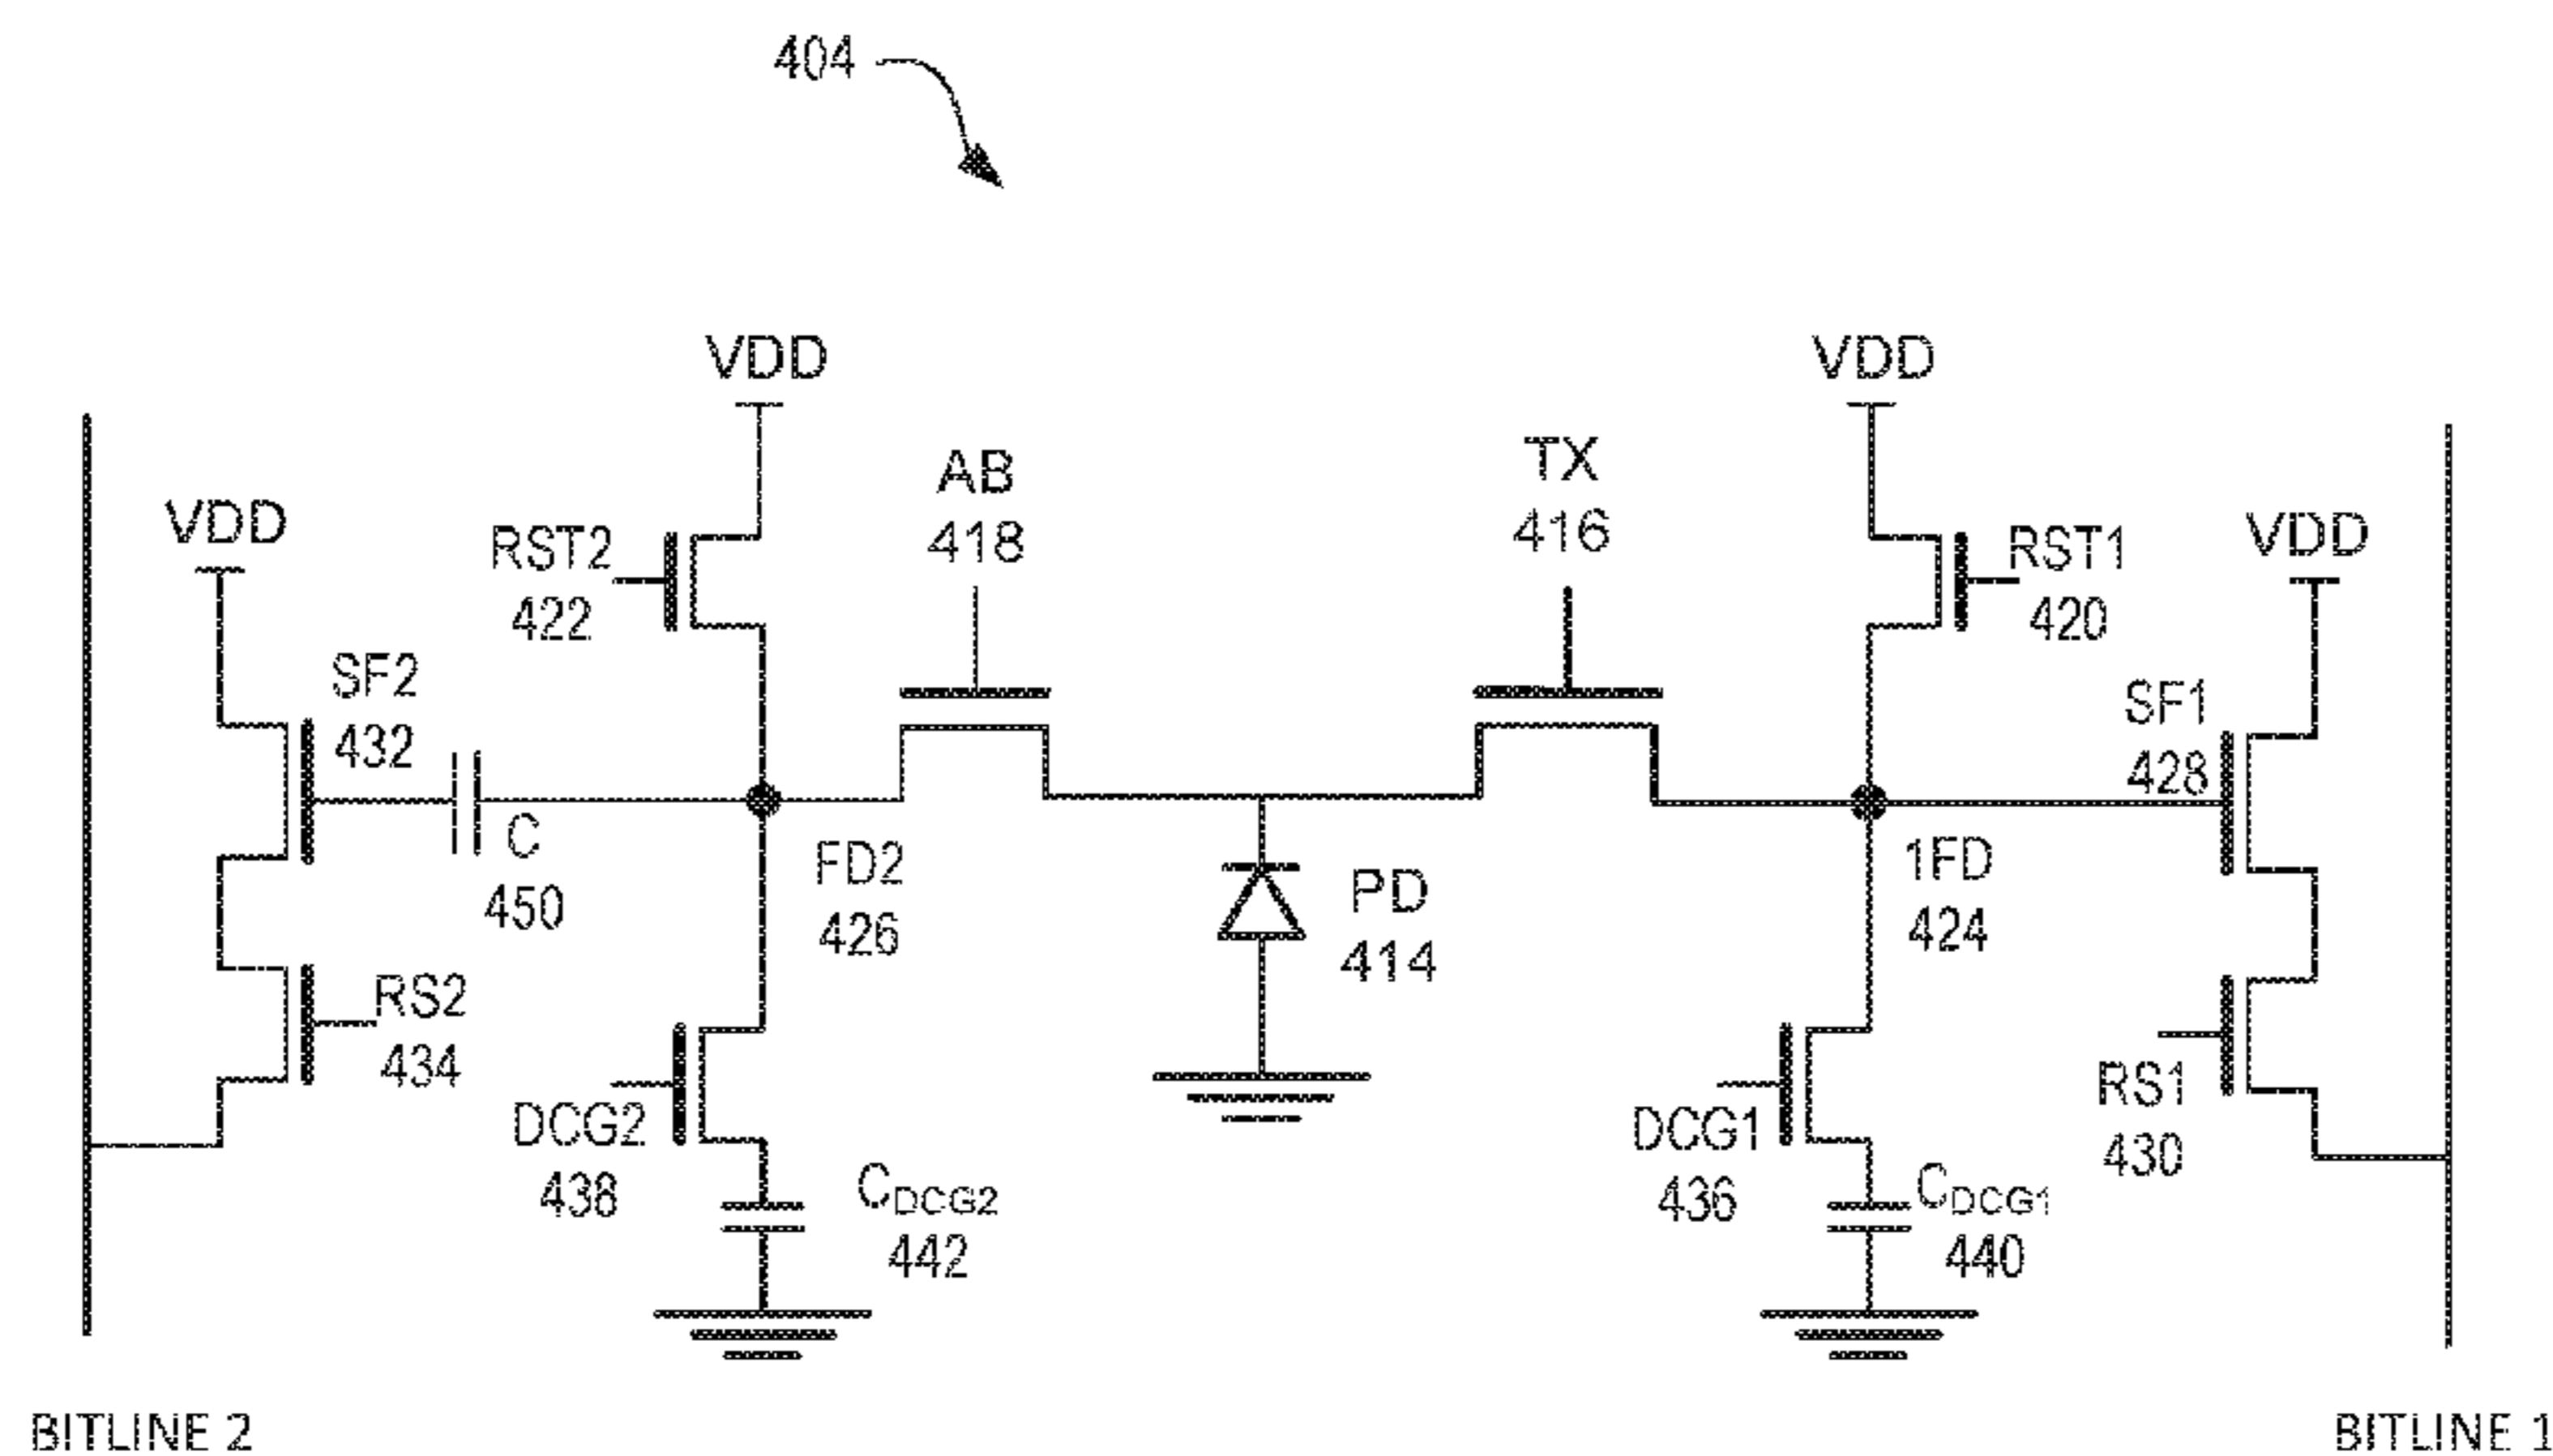 404
VDD
VDD
AB
418
TX
416
VDD
RST2
422
RST1
420
VDD
SF2
432
SF1
428
C
450
FD2
426
PD
414
1FD
424
RS2
434
DCG2
438
CDCG2
442
DCG1
436
CDCG1
440
RS1
430
BITLINE 2
BITLINE 1